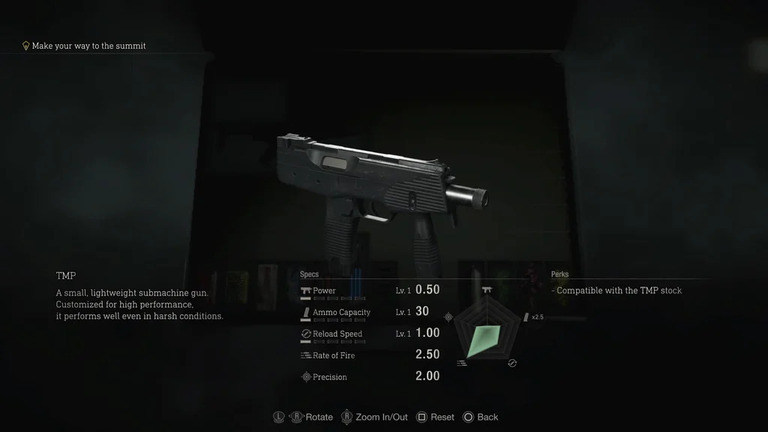 Make your way to the summit
TMP
A small, lightweight submachine gun.
Customized for high performance,
it performs well even in harsh conditions.
Specs
Power Lv. 1 0.50
Ammo Capacity Lv. 1 30
Reload Speed Lv. 1 1.00
Rate of Fire 2.50
Precision 2.00
x2.5
Perks
- Compatible with the TMP stock
L R Rotate R Zoom In/Out Reset Back